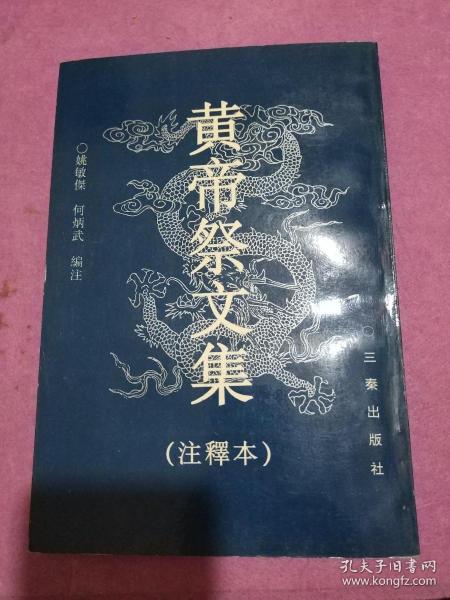 黄帝祭文集
(注釋本)
○姚敏傑 何炳武 編注
○三秦出版社
孔夫子旧书网
www.kongfz.com